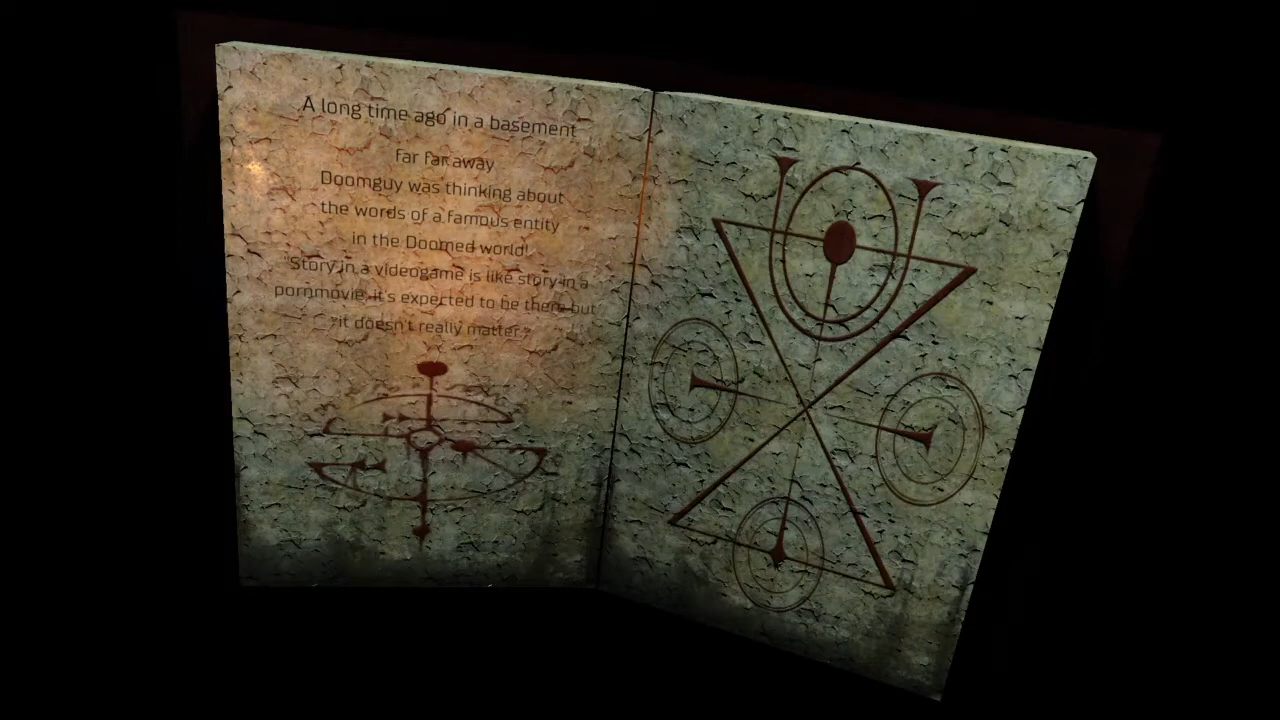 A long time ago in a basement
far far away
Doomguy was thinking about
the words of a famous entity
in the Doomed world!
"Story in a videogame is like story in a
pornmovie, it's expected to be there but
it doesn't really matter."